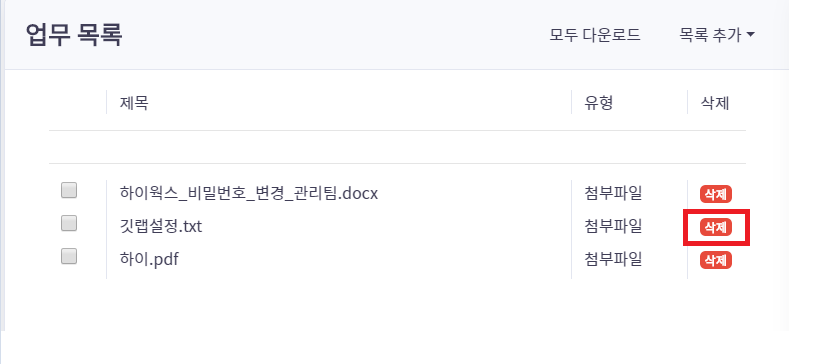 업무 목록 모두 다운로드 목록 추가
제목 유형 삭제
하이웍스_비밀번호_변경_관리팀.docx 첨부파일 삭제
깃랩설정.txt 첨부파일 삭제
하이.pdf 첨부파일 삭제